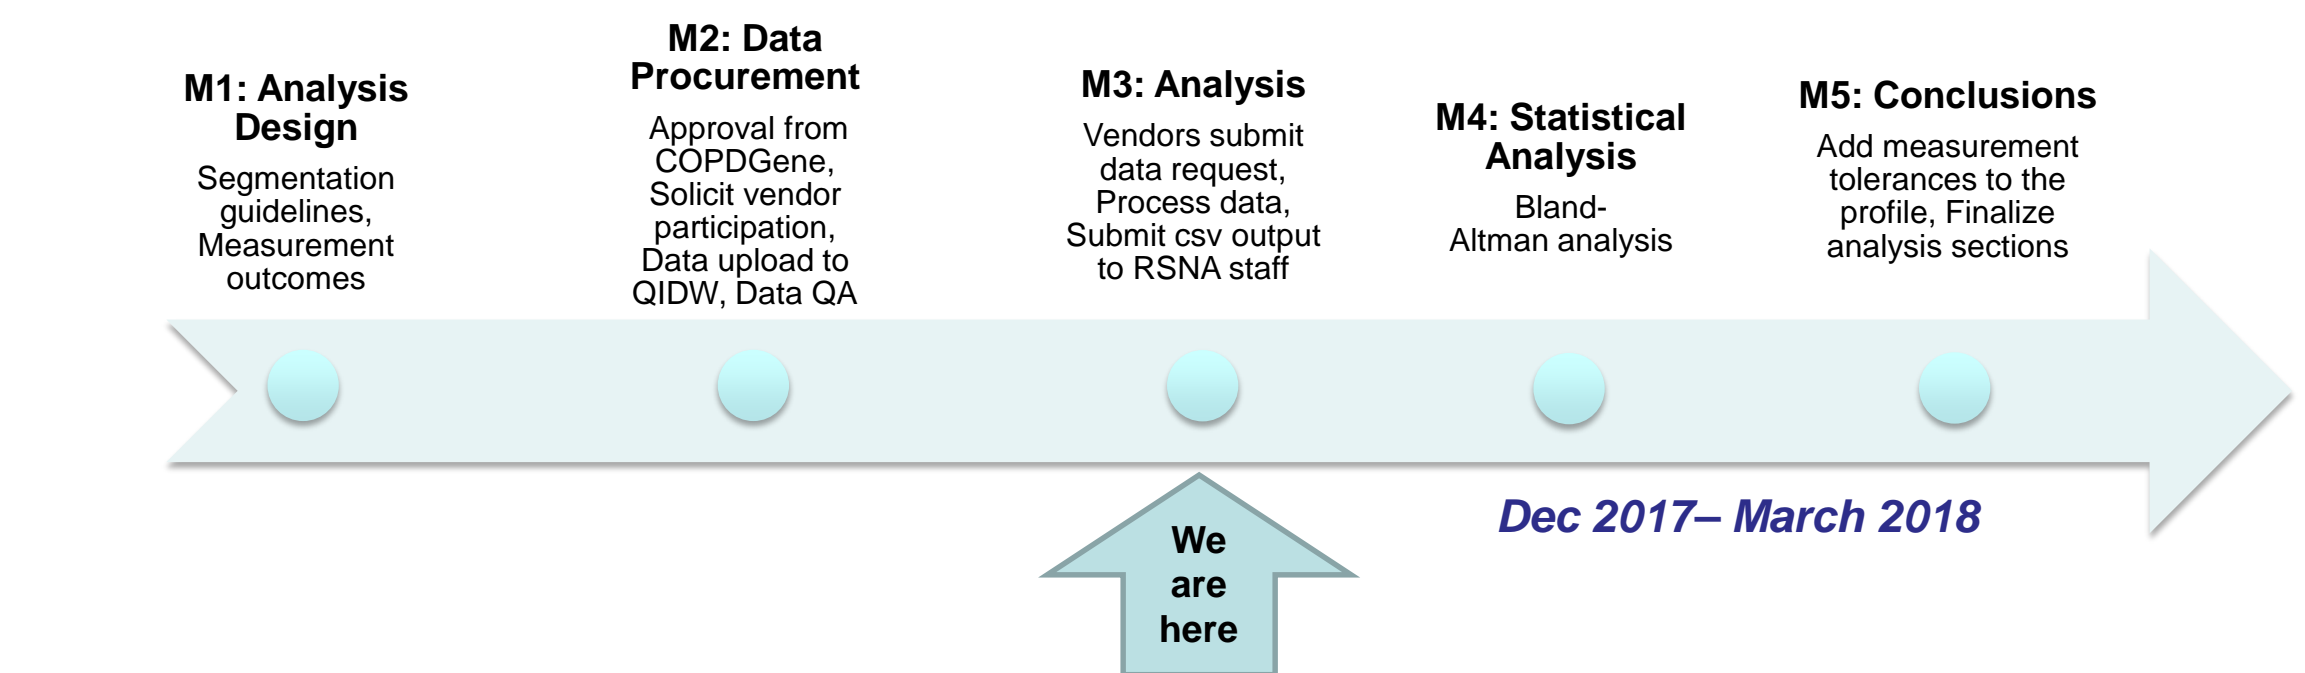 M1: Analysis
Design
Segmentation
guidelines,
Measurement
outcomes
M2: Data
Procurement
Approval from
COPDGene,
Solicit vendor
participation,
Data upload to
QIDW, Data QA
M3: Analysis
Vendors submit
data request,
Process data,
Submit csv output
to RSNA staff
M4: Statistical
Analysis
Bland-
Altman analysis
M5: Conclusions
Add measurement
tolerances to the
profile, Finalize
analysis sections
We
are
here
Dec 2017– March 2018